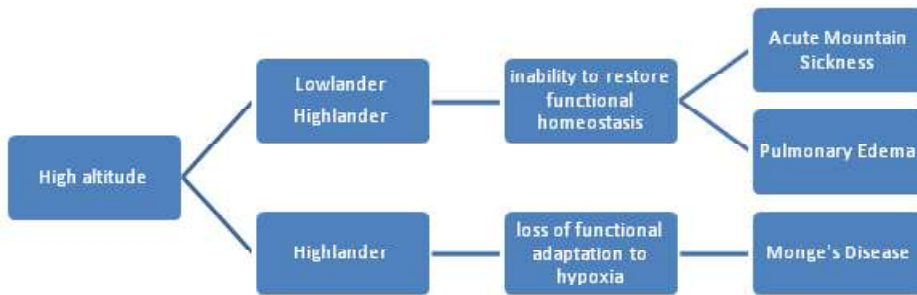 High altitude
Lowlander
Highlander
inability to restore
functional
homeostasis
Acute Mountain
Sickness
Pulmonary Edema
Highlander
loss of functional
adaptation to
hypoxia
Monge's Disease